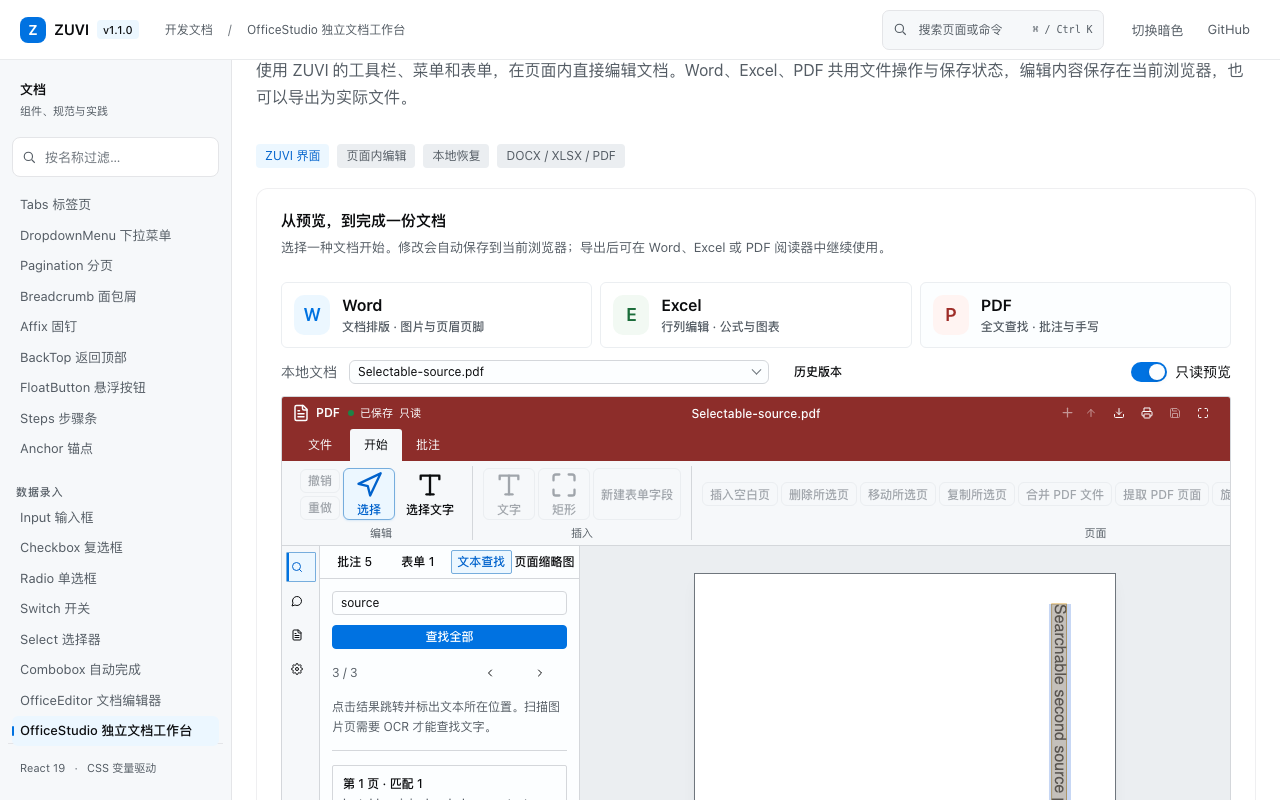 Z ZUVI v1.1.0 开发文档 / OfficeStudio 独立文档工作台 搜索页面或命令 ⌘ / Ctrl K 切换暗色 GitHub
文档
组件、规范与实践
按名称过滤...
Tabs 标签页
DropdownMenu 下拉菜单
Pagination 分页
Breadcrumb 面包屑
Affix 固钉
BackTop 返回顶部
FloatButton 悬浮按钮
Steps 步骤条
Anchor 锚点
数据录入
Input 输入框
Checkbox 复选框
Radio 单选框
Switch 开关
Select 选择器
Combobox 自动完成
OfficeEditor 文档编辑器
OfficeStudio 独立文档工作台
React 19 · CSS 变量驱动
使用 ZUVI 的工具栏、菜单和表单，在页面内直接编辑文档。Word、Excel、PDF 共用文件操作与保存状态，编辑内容保存在当前浏览器，也
可以导出为实际文件。
ZUVI 界面 页面内编辑 本地恢复 DOCX / XLSX / PDF
从预览，到完成一份文档
选择一种文档开始。修改会自动保存到当前浏览器；导出后可在 Word、Excel 或 PDF 阅读器中继续使用。
W Word
文档排版 · 图片与页眉页脚
E Excel
行列编辑 · 公式与图表
P PDF
全文查找 · 批注与手写
本地文档 Selectable-source.pdf 历史版本 只读预览
PDF 已保存 只读 Selectable-source.pdf
文件 开始 批注
撤销
重做
选择 选择文字
编辑
文字 矩形 新建表单字段
插入
插入空白页 删除所选页 移动所选页 复制所选页 合并 PDF 文件 提取 PDF 页面
页面
批注 5 表单 1 文本查找 页面缩略图
source
查找全部
3 / 3 ‹ ›
点击结果跳转并标出文本所在位置。扫描图
片页需要 OCR 才能查找文字。
第 1 页 · 匹配 1
Searchable second source